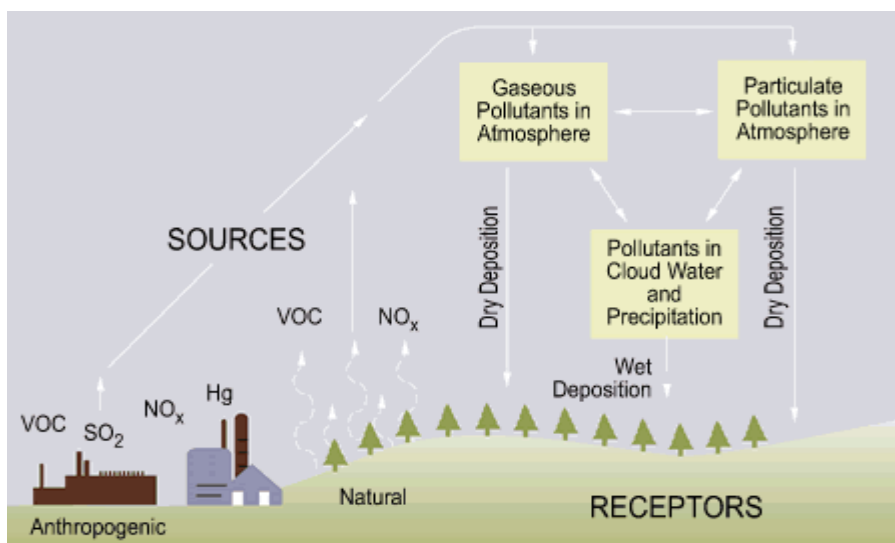 Gaseous
Pollutants in
Atmosphere
Particulate
Pollutants in
Atmosphere
SOURCES
Dry Deposition
Pollutants in
Cloud Water
and
Precipitation
Dry Deposition
VOC
NOx
Wet
Deposition
VOC
SO2
NOx
Hg
Natural
RECEPTORS
Anthropogenic